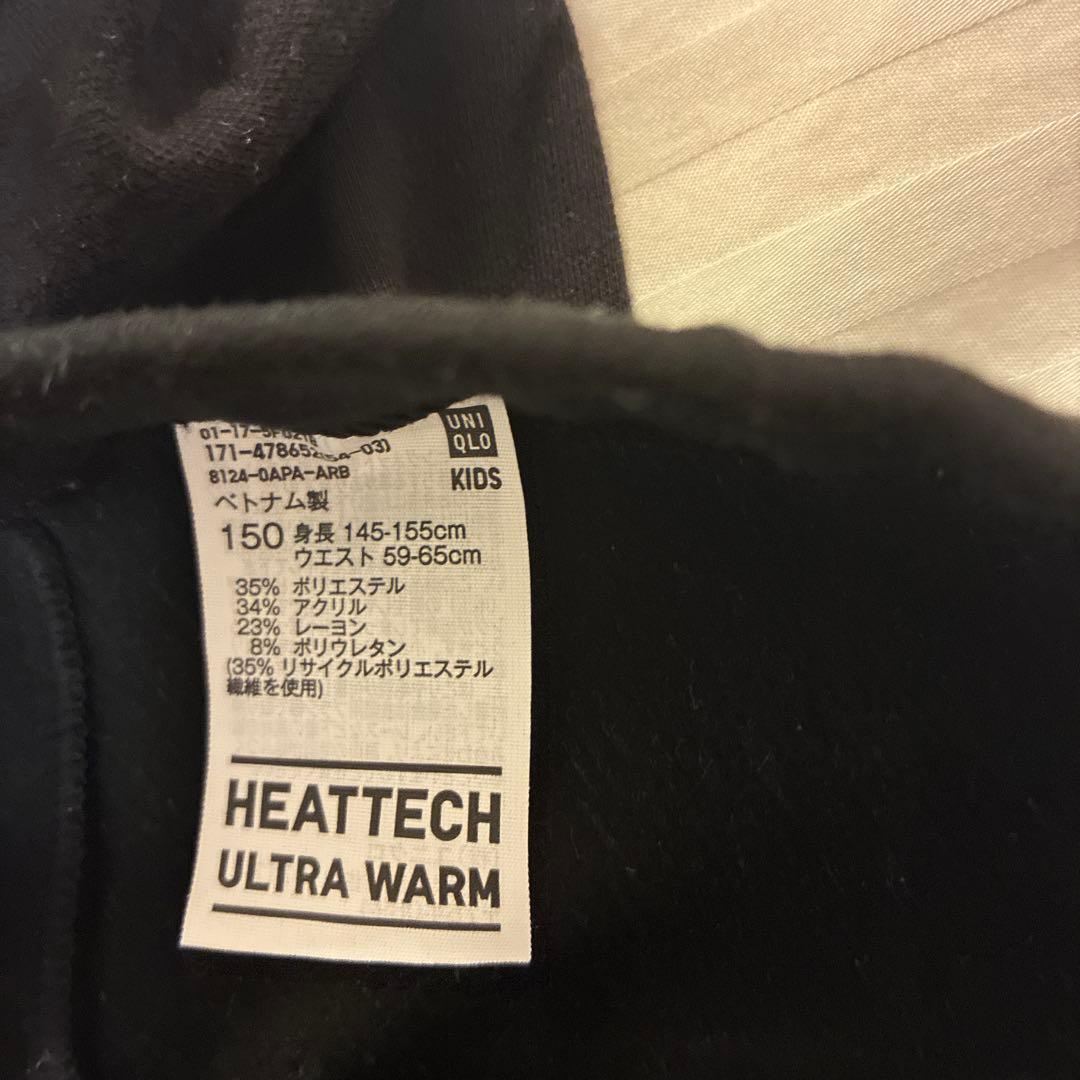 UNI
QLO
KIDS
8124-0APA-ARB
ベトナム製
150 身長 145-155cm
ウエスト 59-65cm
35% ポリエステル
34% アクリル
23% レーヨン
8% ポリウレタン
(35% リサイクルポリエステル
繊維を使用)
HEATTECH
ULTRA WARM